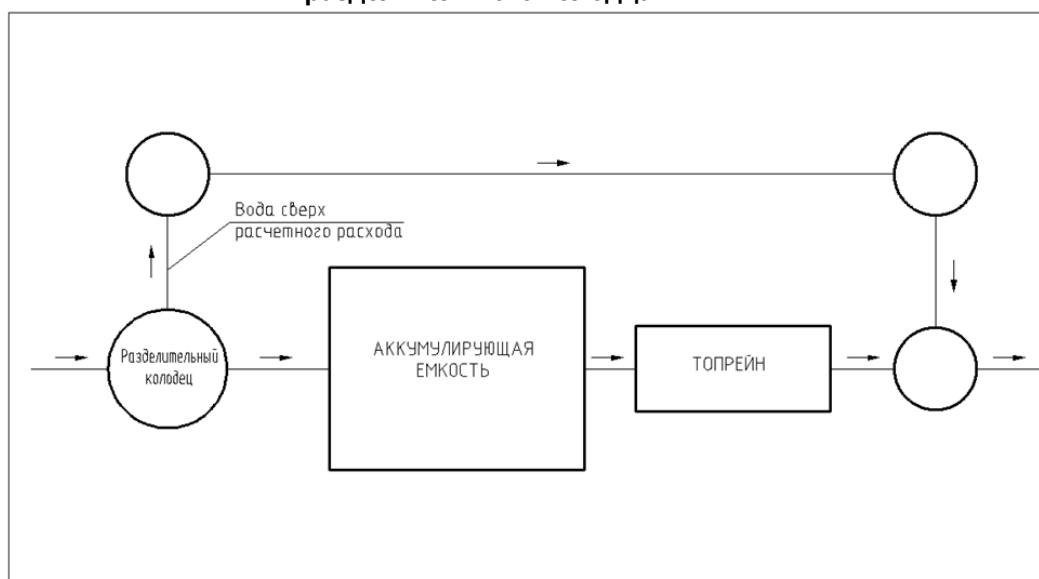 Вода сверх
расчетного расхода
Разделительный
колодец
АККУМУЛИРУЮЩАЯ
ЕМКОСТЬ
ТОПРЕЙН